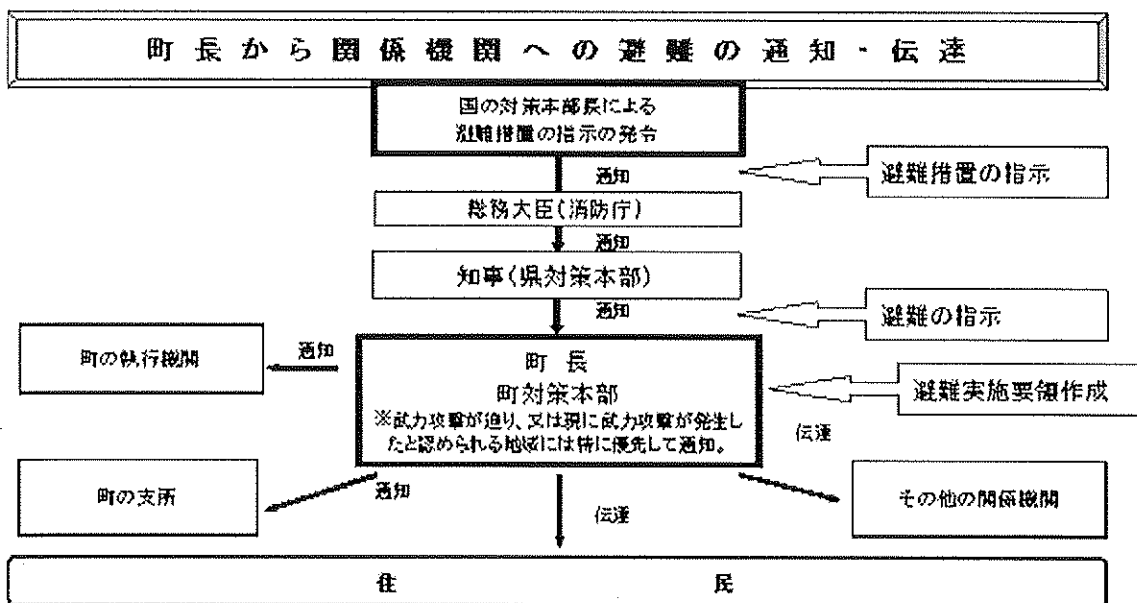 町長から関係機関への避難の通知・伝達
国の対策本部長による
避難措置の指示の発令
通知
避難措置の指示
総務大臣(消防庁)
通知
知事(県対策本部)
通知
避難の指示
町の執行機関
通知
町 長
町対策本部
※武力攻撃が迫り、又は現に武力攻撃が発生し
たと認められる地域には特に優先して通知。
避難実施要領作成
伝達
町の支所
通知
伝達
その他の関係機関
住 民